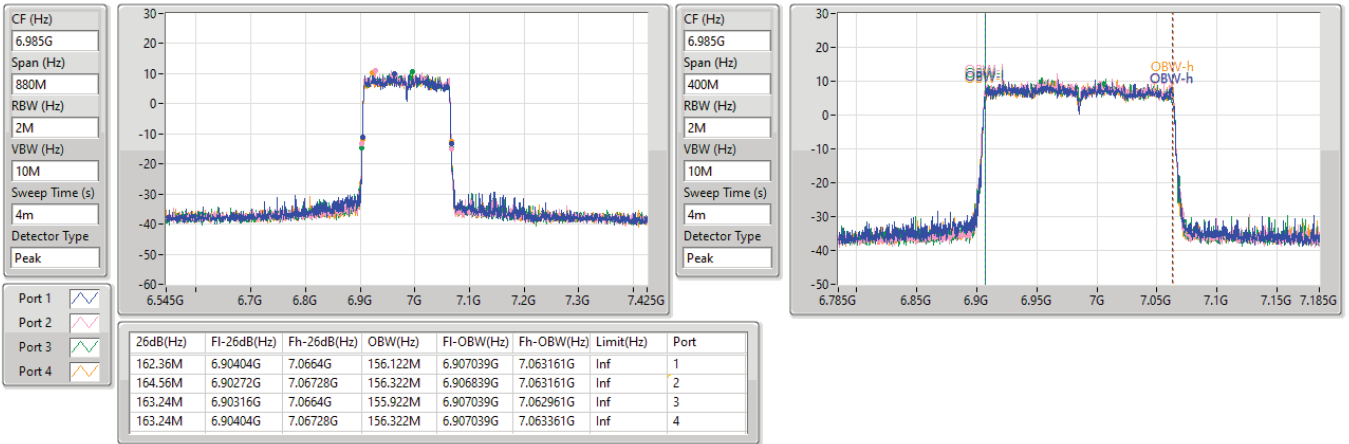 CF (Hz)
6.985G
Span (Hz)
880M
RBW (Hz)
2M
VBW (Hz)
10M
Sweep Time (s)
4m
Detector Type
Peak
30
20
10
0
-10
-20
-30
-40
-50
-60
6.545G 6.7G 6.8G 6.9G 7G 7.1G 7.2G 7.3G 7.425G
CF (Hz)
6.985G
Span (Hz)
400M
RBW (Hz)
2M
VBW (Hz)
10M
Sweep Time (s)
4m
Detector Type
Peak
30
20
10
0
-10
-20
-30
-40
-50
OBW-l
OBW-h
OBW-h
6.785G 6.85G 6.9G 6.95G 7G 7.05G 7.1G 7.15G 7.185G
Port 1
Port 2
Port 3
Port 4
26dB(Hz) Fl-26dB(Hz) Fh-26dB(Hz) OBW(Hz) Fl-OBW(Hz) Fh-OBW(Hz) Limit(Hz) Port
162.36M 6.90404G 7.0664G 156.122M 6.907039G 7.063161G Inf 1
164.56M 6.90272G 7.06728G 156.322M 6.906839G 7.063161G Inf 2
163.24M 6.90316G 7.0664G 155.922M 6.907039G 7.062961G Inf 3
163.24M 6.90404G 7.06728G 156.322M 6.907039G 7.063361G Inf 4